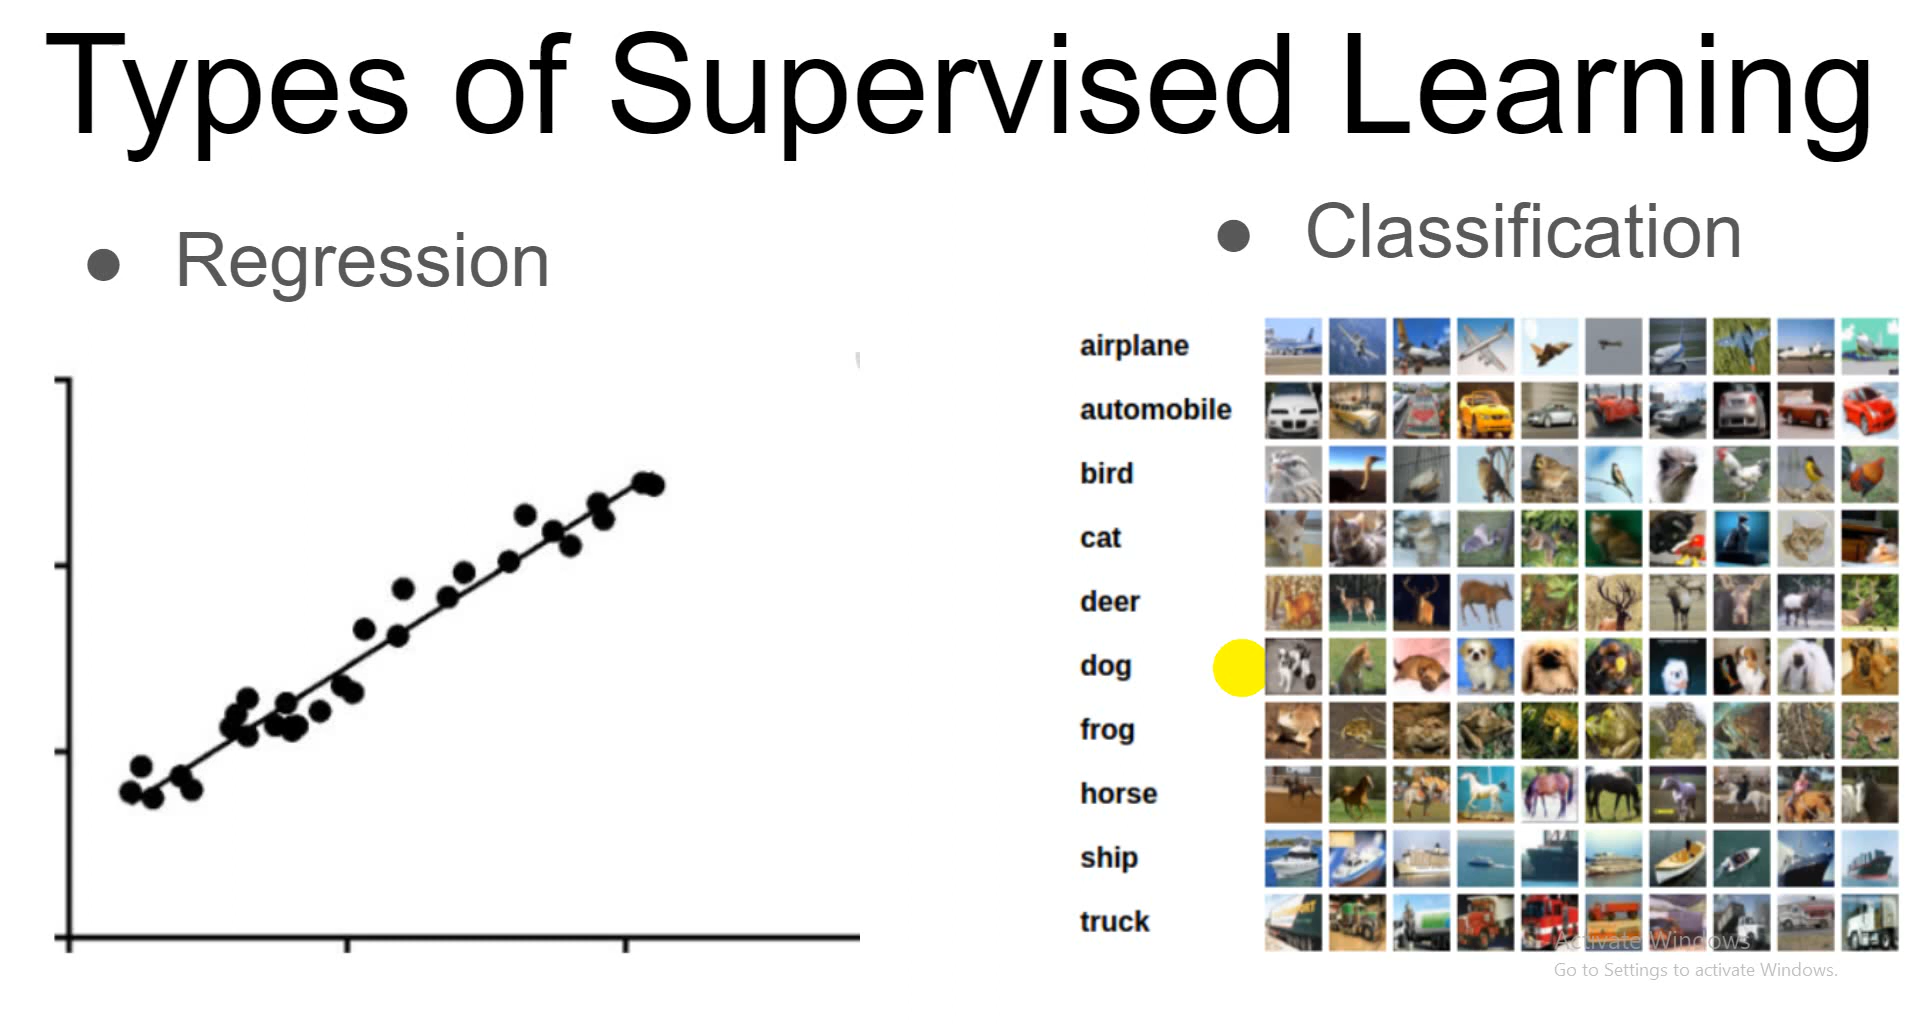 Types of Supervised Learning
● Regression
● Classification
airplane
automobile
bird
cat
deer
dog
frog
horse
ship
truck
Activate Windows
Go to Settings to activate Windows.